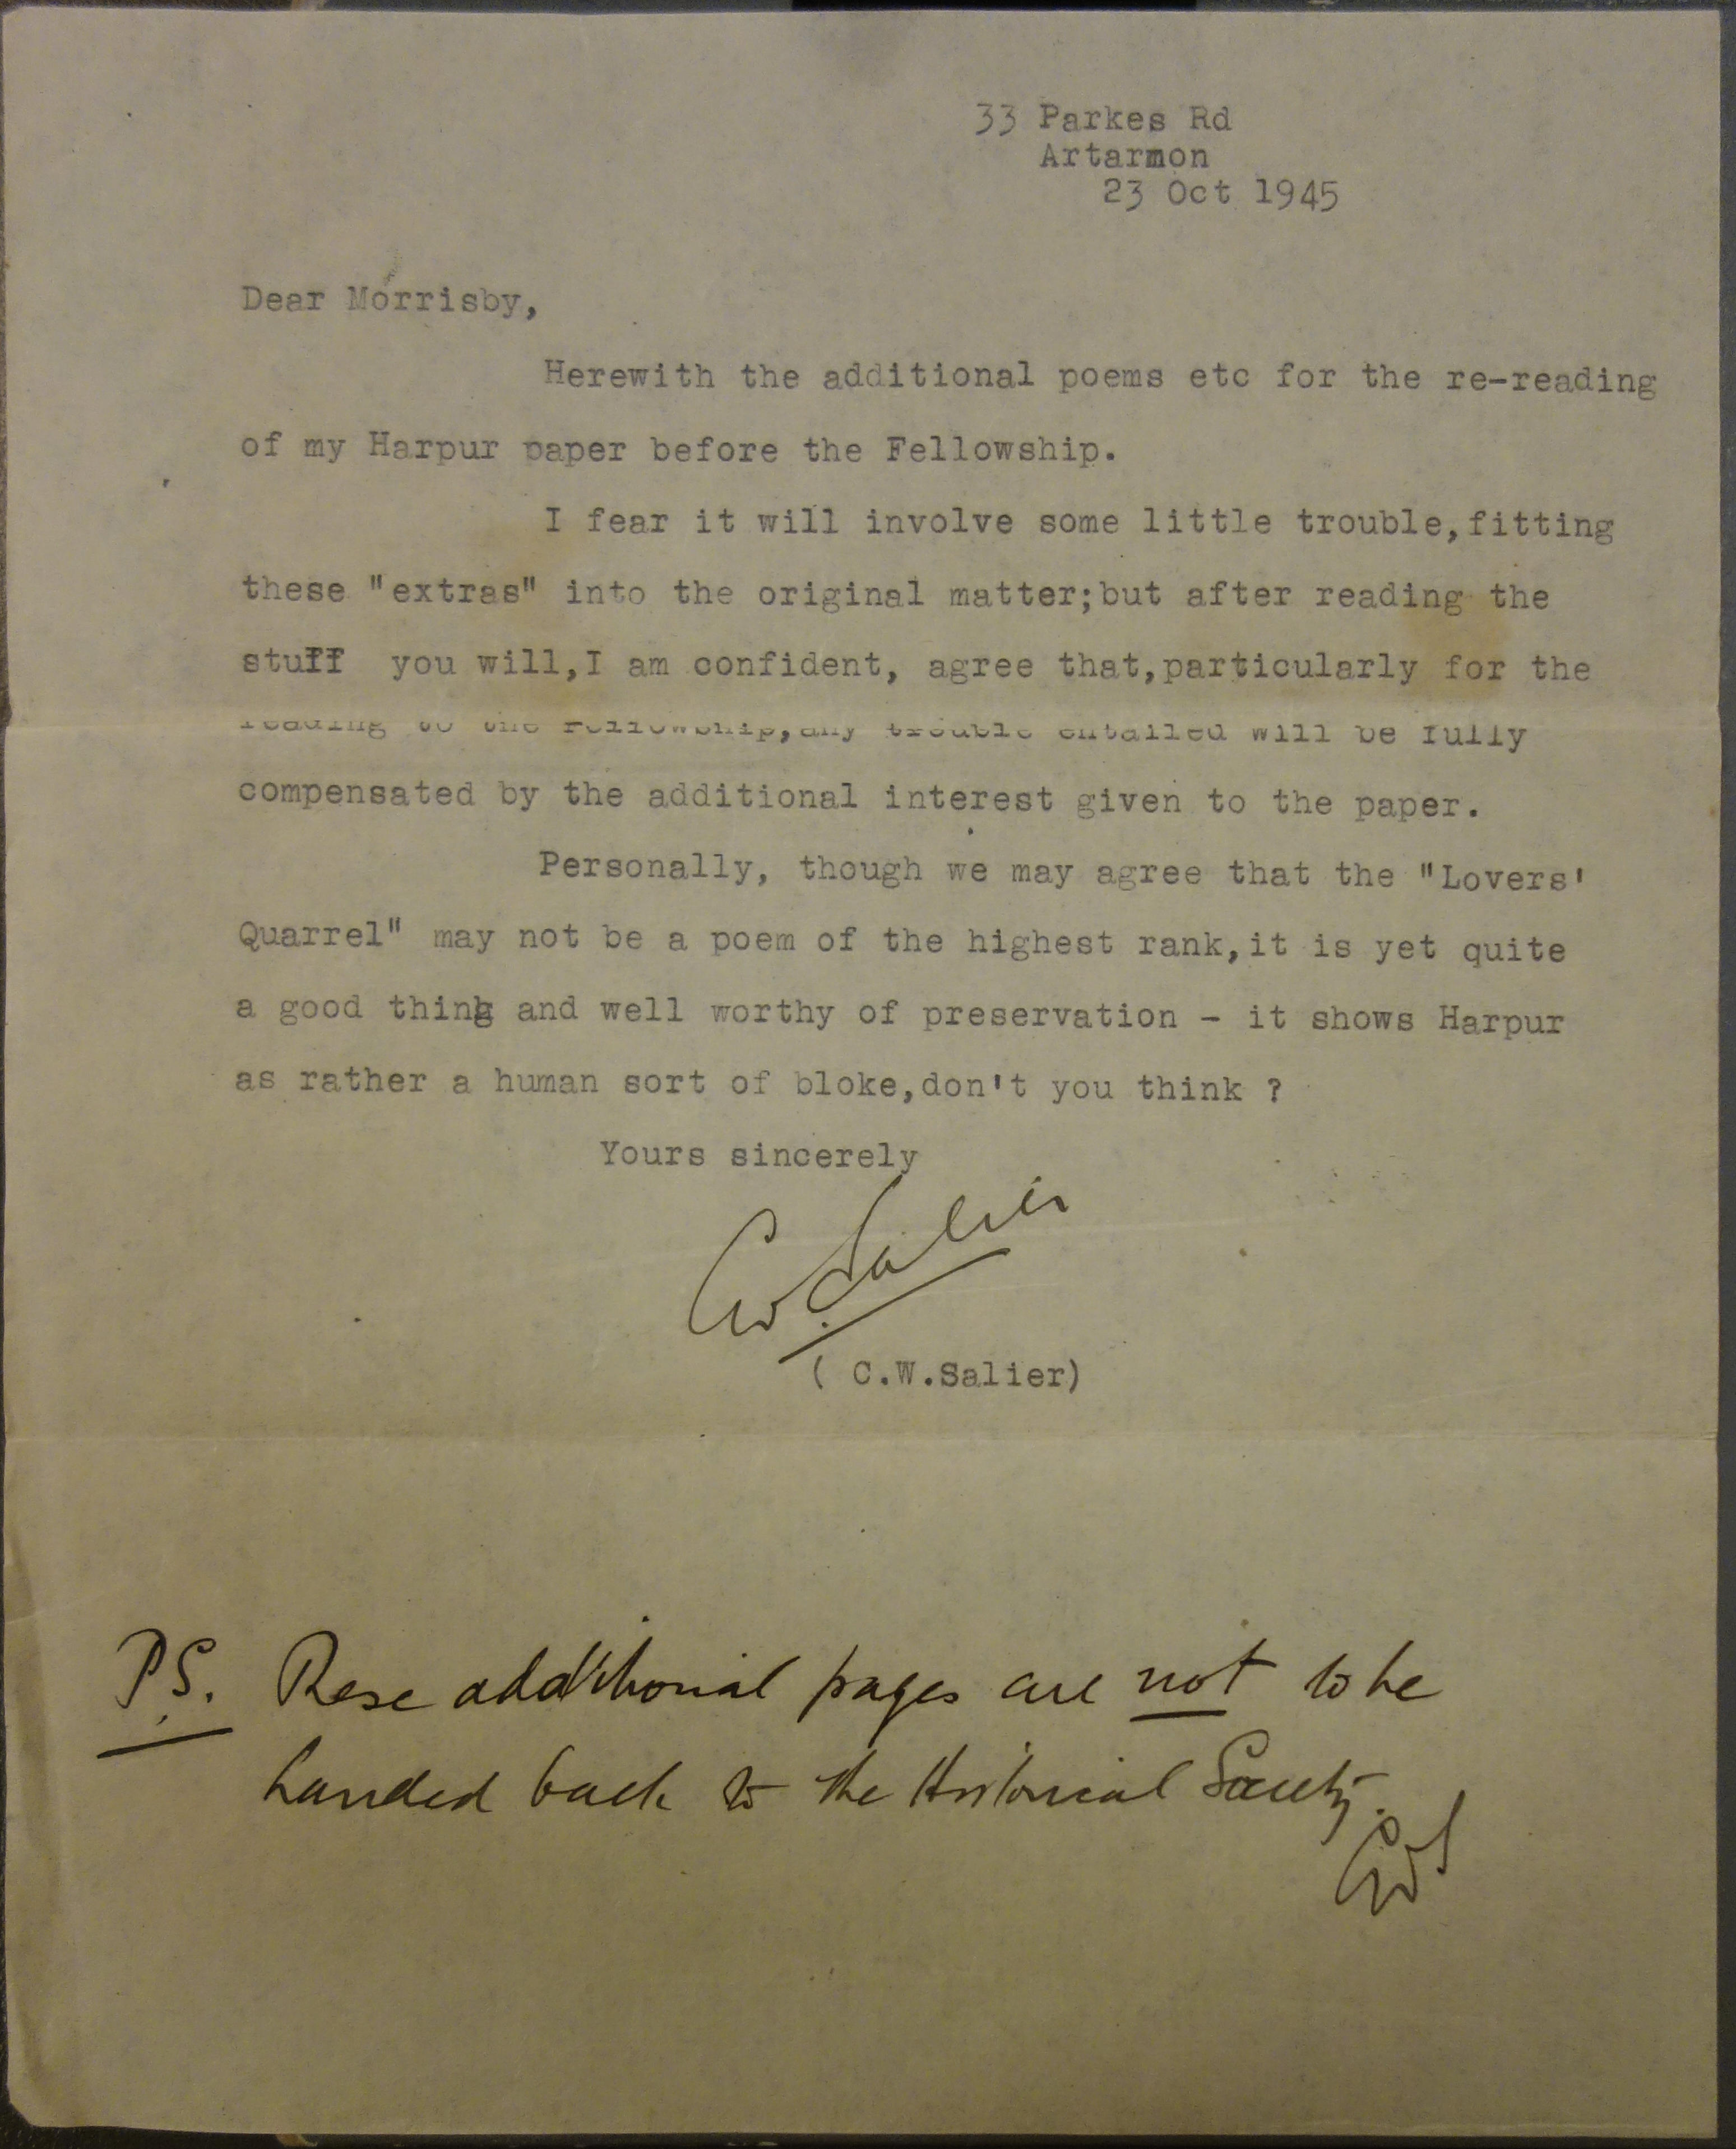 33 Parkes Rd
Artarmon
23 Oct 1945
Dear Morrisby,
Herewith the additional poems etc for the re-reading
of my Harpur paper before the Fellowship.
I fear it will involve some little trouble,fitting
these "extras" into the original matter;but after reading the
stuff you will,I am confident, agree that,particularly for the
reading to the Fellowship,any trouble entailed will be fully
compensated by the additional interest given to the paper.
Personally, though we may agree that the "Lovers'
Quarrel" may not be a poem of the highest rank,it is yet quite
a good thing and well worthy of preservation - it shows Harpur
as rather a human sort of bloke,don't you think ?
Yours sincerely
CW. Salier
( C.W.Salier)
P.S. These additional pages are not to be
handed back to the Historical Society.
CWS